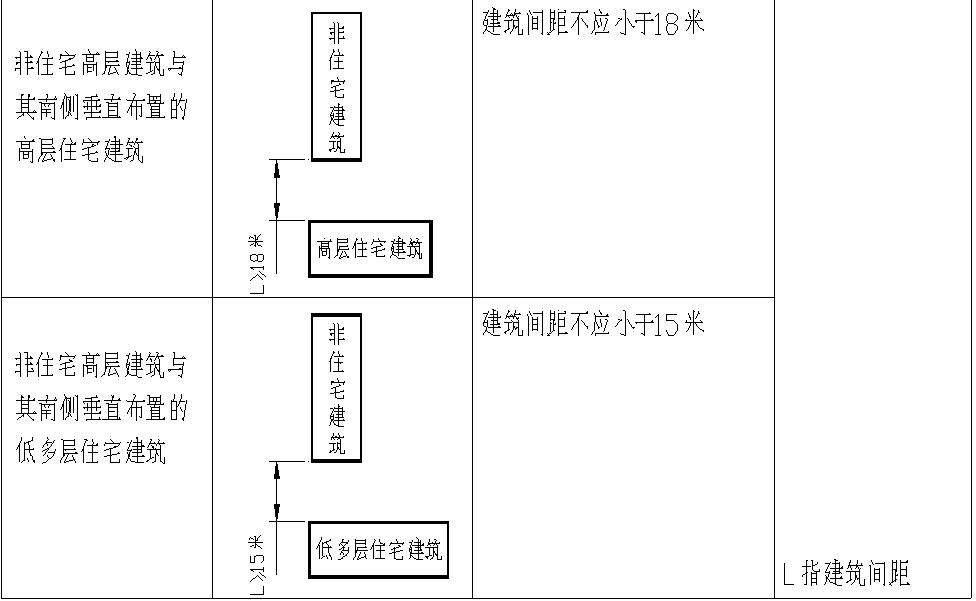 非住宅高层建筑与
其南侧垂直布置的
高层住宅建筑
非住宅建筑
高层住宅建筑
L≥18米
建筑间距不应小于18米
非住宅高层建筑与
其南侧垂直布置的
低多层住宅建筑
非住宅建筑
低多层住宅建筑
L≥15米
建筑间距不应小于15米
L指建筑间距